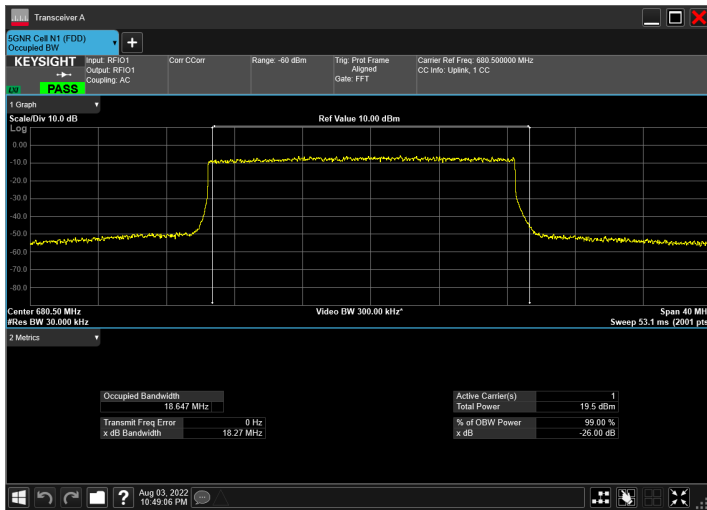 Transceiver A
5GNR Cell N1 (FDD)
Occupied BW
KEYSIGHT
LXI
PASS
Input: RFIO1
Output: RFIO1
Coupling: AC
Corr CCorr
Range: -60 dBm
Trig: Prot Frame
Aligned
Gate: FFT
Carrier Ref Freq: 680.500000 MHz
CC Info: Uplink, 1 CC
1 Graph
Scale/Div 10.0 dB
Ref Value 10.00 dBm
Log
0.00
-10.0
-20.0
-30.0
-40.0
-50.0
-60.0
-70.0
-80.0
Center 680.50 MHz
Video BW 300.00 kHz*
Span 40 MH
#Res BW 30.000 kHz
Sweep 53.1 ms (2001 pts
2 Metrics
Occupied Bandwidth
18.647 MHz
Transmit Freq Error 0 Hz
x dB Bandwidth 18.27 MHz
Active Carrier(s) 1
Total Power 19.5 dBm
% of OBW Power 99.00 %
x dB -26.00 dB
?
Aug 03, 2022
10:49:06 PM